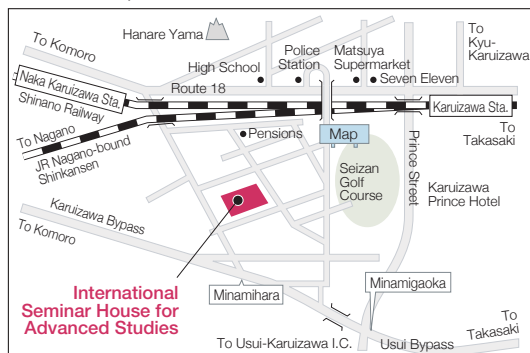 To Komoro
Hanare Yama
High School
Police
Station
Matsuya
Supermarket
Seven Eleven
To
Kyu-
Karuizawa
Naka Karuizawa Sta.
Route 18
Shinano Railway
Karuizawa Sta.
To Nagano
JR Nagano-bound
Shinkansen
Pensions
Map
Prince Street
To
Takasaki
Seizan
Golf
Course
Karuizawa
Prince Hotel
Karuizawa Bypass
To Komoro
International
Seminar House for
Advanced Studies
Minamihara
Minamigaoka
To Usui-Karuizawa I.C.
Usui Bypass
To
Takasaki